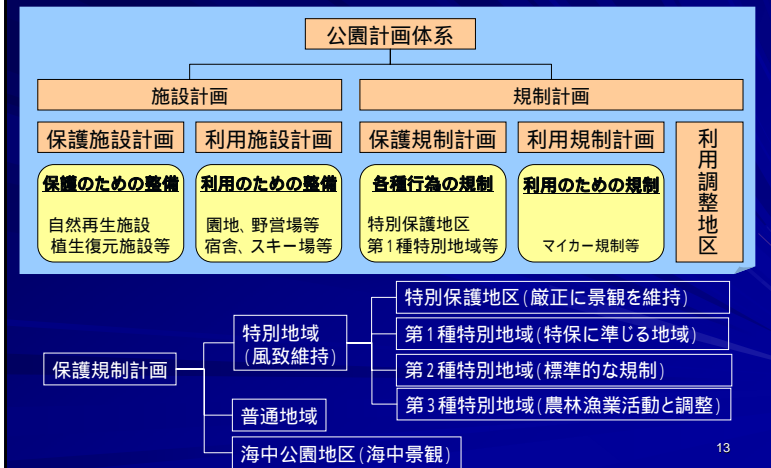 公園計画体系
施設計画
規制計画
保護施設計画
利用施設計画
保護規制計画
利用規制計画
利用調整地区
保護のための整備
自然再生施設
植生復元施設等
利用のための整備
園地、野営場等
宿舎、スキー場等
各種行為の規制
特別保護地区
第1種特別地域等
利用のための規制
マイカー規制等
保護規制計画
特別地域
(風致維持)
普通地域
海中公園地区(海中景観)
特別保護地区(厳正に景観を維持)
第1種特別地域(特保に準じる地域)
第2種特別地域(標準的な規制)
第3種特別地域(農林漁業活動と調整)
13